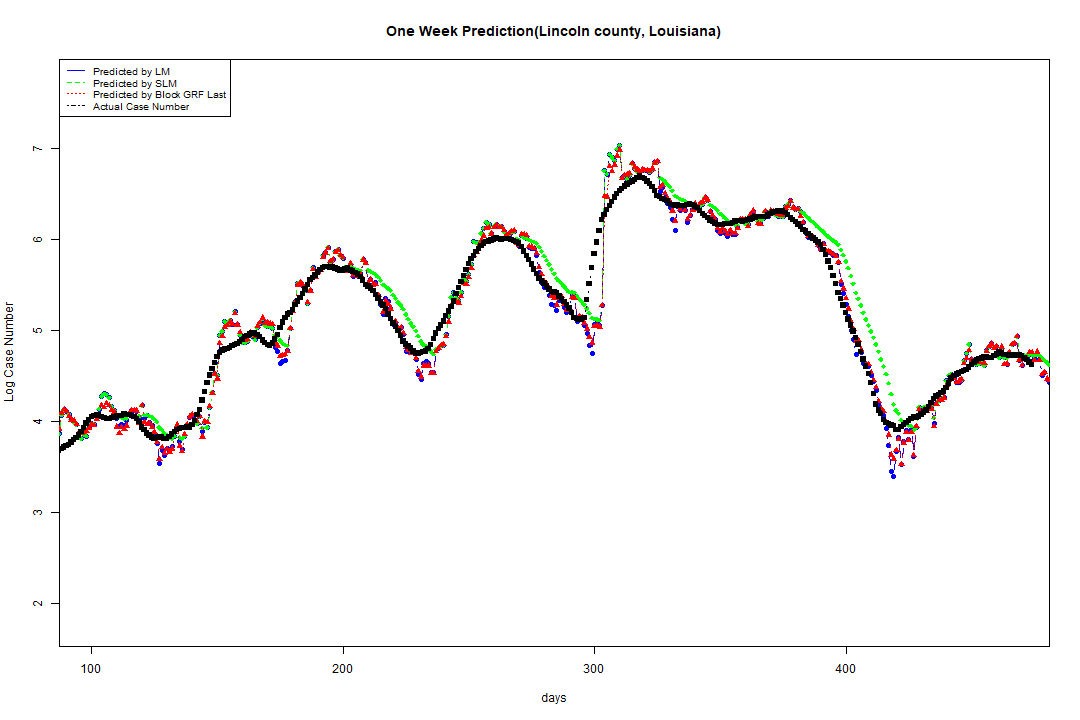 One Week Prediction(Lincoln county, Louisiana)
Predicted by LM
Predicted by SLM
Predicted by Block GRF Last
Actual Case Number
7
6
5
4
3
2
Log Case Number
100 200 300 400
days